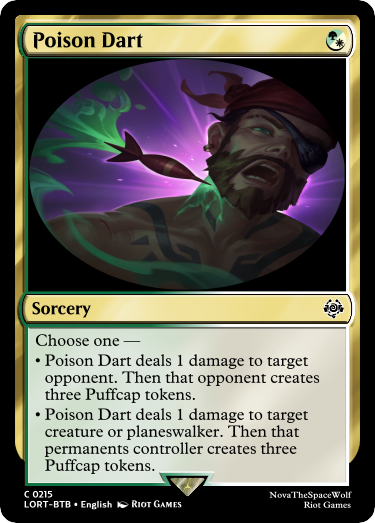 Poison Dart
Sorcery
Choose one —
• Poison Dart deals 1 damage to target
opponent. Then that opponent creates
three Puffcap tokens.
• Poison Dart deals 1 damage to target
creature or planeswalker. Then that
permanents controller creates three
Puffcap tokens.
C 0215
LORT-BTB • English Riot Games
NovaTheSpaceWolf
Riot Games